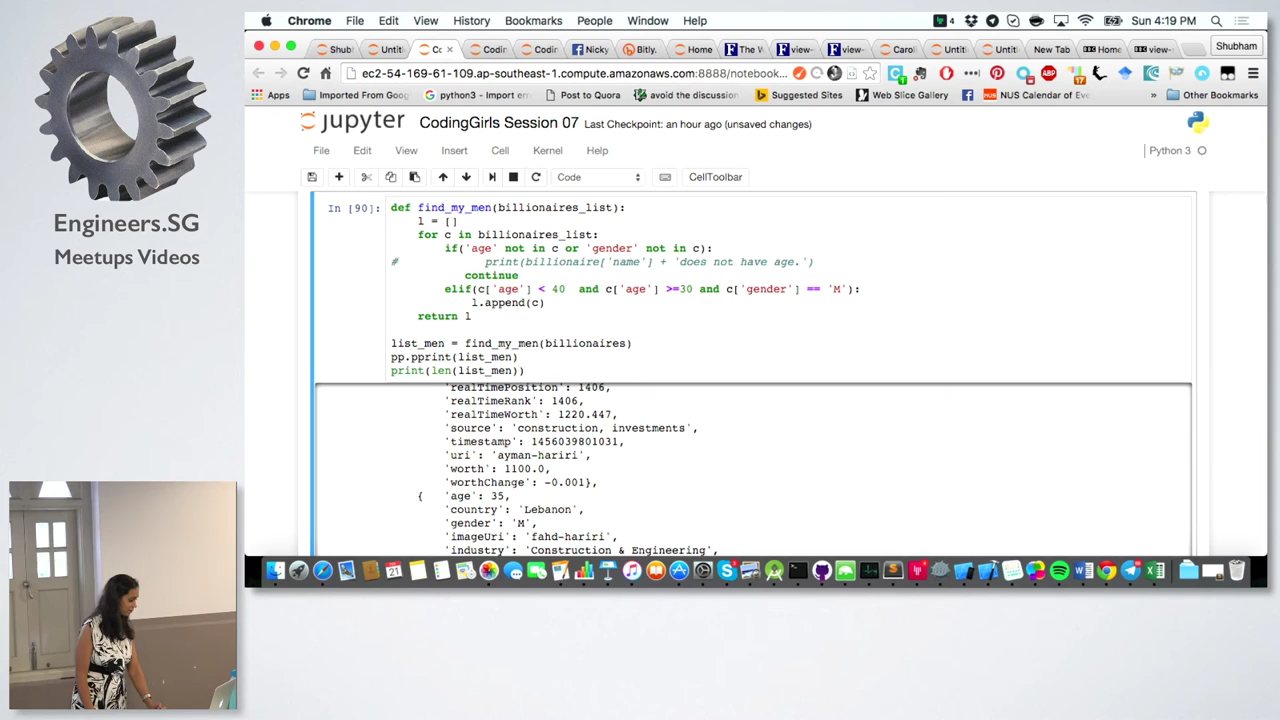 Engineers.SG
Meetups Videos
Chrome File Edit View History Bookmarks People Window Help
4 Sun 4:19 PM
Shub Untit Co Codin Codin Nicky Bitly. Home The V view- view- Carol Untit Untit New Tab Home view- Shubham
ec2-54-169-61-109.ap-southeast-1.compute.amazonaws.com:8888/notebook...
Apps Imported From Goog python3 - Import em Post to Quora avoid the discussion Suggested Sites Web Slice Gallery NUS Calendar of Eve » Other Bookmarks
jupyter CodingGirls Session 07 Last Checkpoint: an hour ago (unsaved changes)
File Edit View Insert Cell Kernel Help Python 3
Code CellToolbar
In [90]: def find_my_men(billionaires_list):
l = []
for c in billionaires_list:
if('age' not in c or 'gender' not in c):
# print(billionaire['name'] + 'does not have age.')
continue
elif(c['age'] < 40 and c['age'] >=30 and c['gender'] == 'M'):
l.append(c)
return l
list_men = find_my_men(billionaires)
pp.pprint(list_men)
print(len(list_men))
'realTimePosition': 1406,
'realTimeRank': 1406,
'realTimeWorth': 1220.447,
'source': 'construction, investments',
'timestamp': 1456039801031,
'uri': 'ayman-hariri',
'worth': 1100.0,
'worthChange': -0.001},
{ 'age': 35,
'country': 'Lebanon',
'gender': 'M',
'imageUri': 'fahd-hariri',
'industry': 'Construction & Engineering',